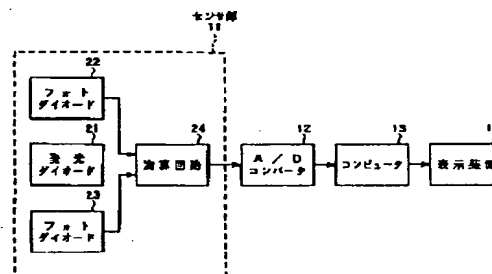 センサ部
11
22
フォト
ダイオード
21
発光
ダイオード
23
フォト
ダイオード
24
演算回路
12
A/D
コンバータ
13
コンピュータ
表示装置